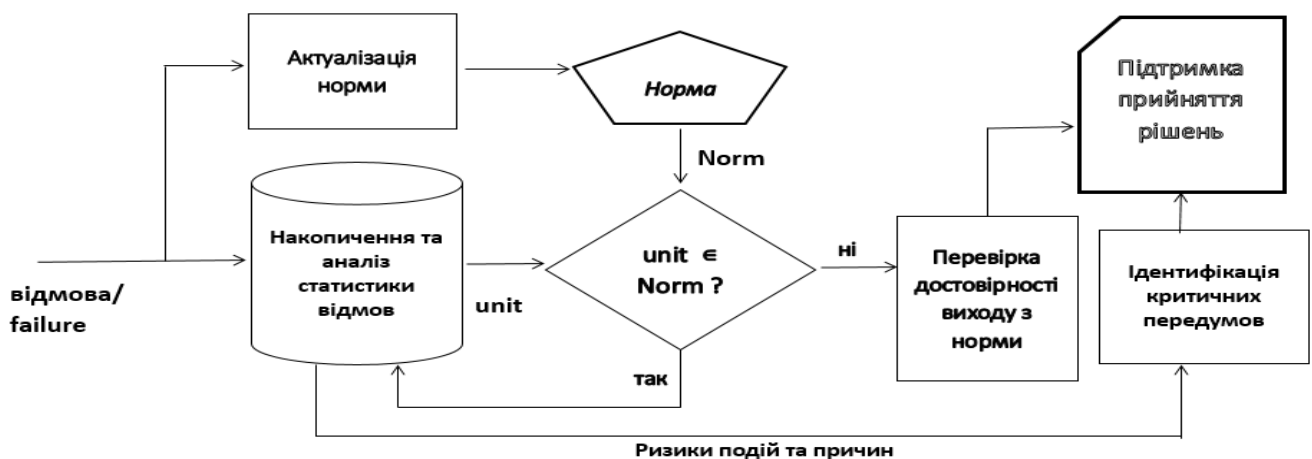 Актуалізація
норми
Норма
Підтримка
прийняття
рішень
Norm
Накопичення та
аналіз
статистики
відмов
unit ∈
Norm ?
ні
Перевірка
достовірності
виходу з
норми
Ідентифікація
критичних
передумов
відмова/
failure
unit
так
Ризики подій та причин